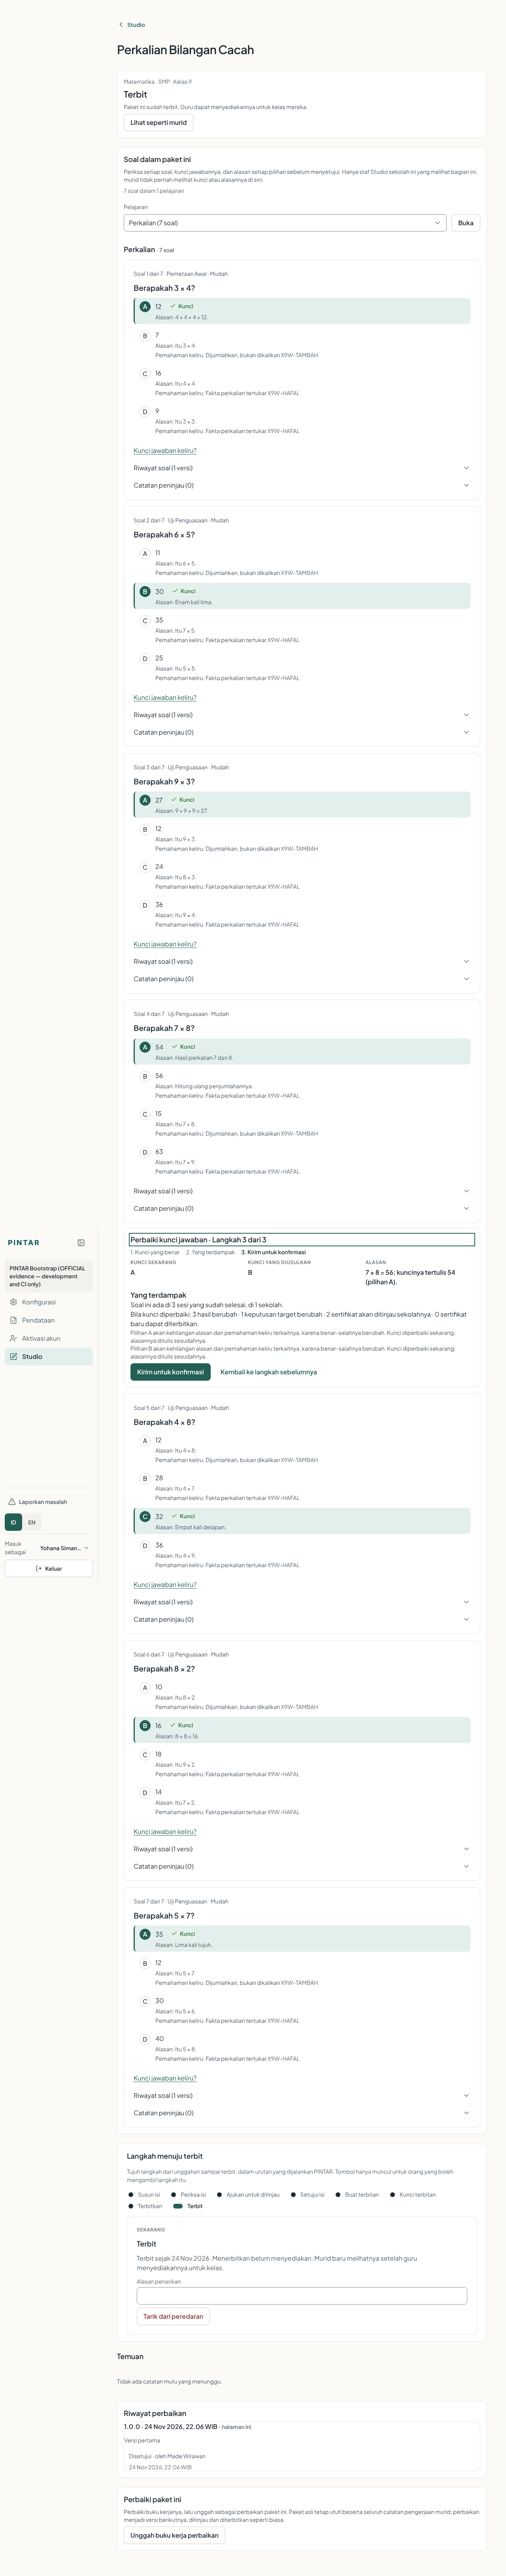 Studio
Perkalian Bilangan Cacah
Matematika · SMP · Kelas 9
Terbit
Paket ini sudah terbit. Guru dapat menyediakannya untuk kelas mereka.
Lihat seperti murid
Soal dalam paket ini
Periksa setiap soal, kunci jawabannya, dan alasan setiap pilihan sebelum menyetujui. Hanya staf Studio sekolah ini yang melihat bagian ini;
murid tidak pernah melihat kunci atau alasannya di sini.
7 soal dalam 1 pelajaran
Pelajaran
Perkalian (7 soal)
Buka
Perkalian · 7 soal
Soal 1 dari 7 · Pemetaan Awal · Mudah
Berapakah 3 × 4?
A 12 Kunci
Alasan: 4 + 4 + 4 = 12.
B 7
Alasan: Itu 3 + 4.
Pemahaman keliru: Dijumlahkan, bukan dikalikan X9W-TAMBAH
C 16
Alasan: Itu 4 × 4.
Pemahaman keliru: Fakta perkalian tertukar X9W-HAFAL
D 9
Alasan: Itu 3 × 3.
Pemahaman keliru: Fakta perkalian tertukar X9W-HAFAL
Kunci jawaban keliru?
Riwayat soal (1 versi)
Catatan peninjau (0)
Soal 2 dari 7 · Uji Penguasaan · Mudah
Berapakah 6 × 5?
A 11
Alasan: Itu 6 + 5.
Pemahaman keliru: Dijumlahkan, bukan dikalikan X9W-TAMBAH
B 30 Kunci
Alasan: Enam kali lima.
C 35
Alasan: Itu 7 × 5.
Pemahaman keliru: Fakta perkalian tertukar X9W-HAFAL
D 25
Alasan: Itu 5 × 5.
Pemahaman keliru: Fakta perkalian tertukar X9W-HAFAL
Kunci jawaban keliru?
Riwayat soal (1 versi)
Catatan peninjau (0)
Soal 3 dari 7 · Uji Penguasaan · Mudah
Berapakah 9 × 3?
A 27 Kunci
Alasan: 9 + 9 + 9 = 27.
B 12
Alasan: Itu 9 + 3.
Pemahaman keliru: Dijumlahkan, bukan dikalikan X9W-TAMBAH
C 24
Alasan: Itu 8 × 3.
Pemahaman keliru: Fakta perkalian tertukar X9W-HAFAL
D 36
Alasan: Itu 9 × 4.
Pemahaman keliru: Fakta perkalian tertukar X9W-HAFAL
Kunci jawaban keliru?
Riwayat soal (1 versi)
Catatan peninjau (0)
Soal 4 dari 7 · Uji Penguasaan · Mudah
Berapakah 7 × 8?
A 54 Kunci
Alasan: Hasil perkalian 7 dan 8.
B 56
Alasan: Hitung ulang penjumlahannya.
Pemahaman keliru: Fakta perkalian tertukar X9W-HAFAL
C 15
Alasan: Itu 7 + 8.
Pemahaman keliru: Dijumlahkan, bukan dikalikan X9W-TAMBAH
D 63
Alasan: Itu 7 × 9.
Pemahaman keliru: Fakta perkalian tertukar X9W-HAFAL
Riwayat soal (1 versi)
Catatan peninjau (0)
PINTAR
PINTAR Bootstrap (OFFICIAL
evidence — development
and CI only)
Konfigurasi
Pendataan
Aktivasi akun
Studio
Laporkan masalah
ID EN
Masuk
sebagai
Yohana Siman...
Keluar
Perbaiki kunci jawaban · Langkah 3 dari 3
1. Kunci yang benar 2. Yang terdampak 3. Kirim untuk konfirmasi
KUNCI SEKARANG
A
KUNCI YANG DIUSULKAN
B
ALASAN
7 × 8 = 56; kuncinya tertulis 54
(pilihan A).
Yang terdampak
Soal ini ada di 3 sesi yang sudah selesai, di 1 sekolah.
Bila kunci diperbaiki: 3 hasil berubah · 1 keputusan target berubah · 2 sertifikat akan ditinjau sekolahnya · 0 sertifikat
baru dapat diterbitkan.
Pilihan A akan kehilangan alasan dan pemahaman keliru terkaitnya, karena benar-salahnya berubah. Kunci diperbaiki sekarang;
alasannya ditulis sesudahnya.
Pilihan B akan kehilangan alasan dan pemahaman keliru terkaitnya, karena benar-salahnya berubah. Kunci diperbaiki sekarang;
alasannya ditulis sesudahnya.
Kirim untuk konfirmasi
Kembali ke langkah sebelumnya
Soal 5 dari 7 · Uji Penguasaan · Mudah
Berapakah 4 × 8?
A 12
Alasan: Itu 4 + 8.
Pemahaman keliru: Dijumlahkan, bukan dikalikan X9W-TAMBAH
B 28
Alasan: Itu 4 × 7.
Pemahaman keliru: Fakta perkalian tertukar X9W-HAFAL
C 32 Kunci
Alasan: Empat kali delapan.
D 36
Alasan: Itu 4 × 9.
Pemahaman keliru: Fakta perkalian tertukar X9W-HAFAL
Kunci jawaban keliru?
Riwayat soal (1 versi)
Catatan peninjau (0)
Soal 6 dari 7 · Uji Penguasaan · Mudah
Berapakah 8 × 2?
A 10
Alasan: Itu 8 + 2.
Pemahaman keliru: Dijumlahkan, bukan dikalikan X9W-TAMBAH
B 16 Kunci
Alasan: 8 + 8 = 16.
C 18
Alasan: Itu 9 × 2.
Pemahaman keliru: Fakta perkalian tertukar X9W-HAFAL
D 14
Alasan: Itu 7 × 2.
Pemahaman keliru: Fakta perkalian tertukar X9W-HAFAL
Kunci jawaban keliru?
Riwayat soal (1 versi)
Catatan peninjau (0)
Soal 7 dari 7 · Uji Penguasaan · Mudah
Berapakah 5 × 7?
A 35 Kunci
Alasan: Lima kali tujuh.
B 12
Alasan: Itu 5 + 7.
Pemahaman keliru: Dijumlahkan, bukan dikalikan X9W-TAMBAH
C 30
Alasan: Itu 5 × 6.
Pemahaman keliru: Fakta perkalian tertukar X9W-HAFAL
D 40
Alasan: Itu 5 × 8.
Pemahaman keliru: Fakta perkalian tertukar X9W-HAFAL
Kunci jawaban keliru?
Riwayat soal (1 versi)
Catatan peninjau (0)
Langkah menuju terbit
Tujuh langkah dari unggahan sampai terbit, dalam urutan yang dijalankan PINTAR. Tombol hanya muncul untuk orang yang boleh
mengambil langkah itu.
Susun isi Periksa isi Ajukan untuk ditinjau Setujui isi Buat terbitan Kunci terbitan
Terbitkan Terbit
SEKARANG
Terbit
Terbit sejak 24 Nov 2026. Menerbitkan belum menyediakan. Murid baru melihatnya setelah guru
menyediakannya untuk kelas.
Alasan penarikan
Tarik dari peredaran
Temuan
Tidak ada catatan mutu yang menunggu.
Riwayat perbaikan
1.0.0 · 24 Nov 2026, 22.06 WIB · halaman ini
Versi pertama
Disetujui · oleh Made Wirawan
24 Nov 2026, 22.06 WIB
Perbaiki paket ini
Perbaiki buku kerjanya, lalu unggah sebagai perbaikan paket ini. Paket asli tetap utuh beserta seluruh catatan pengerjaan murid; perbaikan
menjadi versi berikutnya, ditinjau dan diterbitkan seperti biasa.
Unggah buku kerja perbaikan